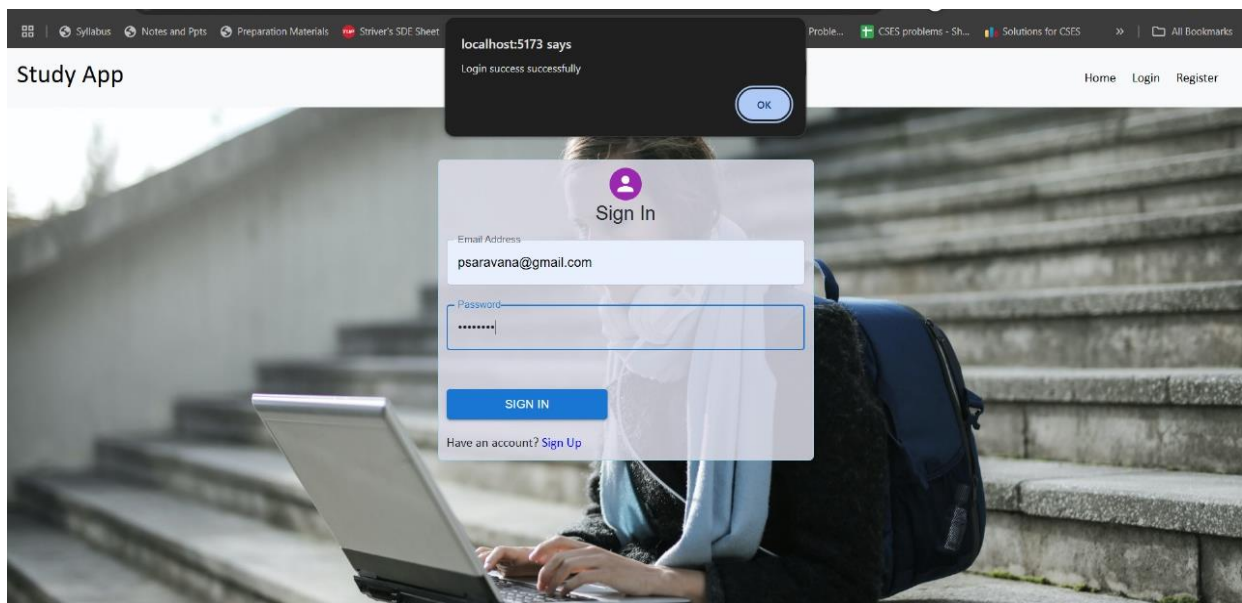 Syllabus Notes and Ppts Preparation Materials Striver's SDE Sheet Proble... CSES problems - Sh... Solutions for CSES » All Bookmarks
localhost:5173 says
Login success successfully
OK
Study App
Home Login Register
Sign In
Email Address
psaravana@gmail.com
Password
••••••••
SIGN IN
Have an account? Sign Up